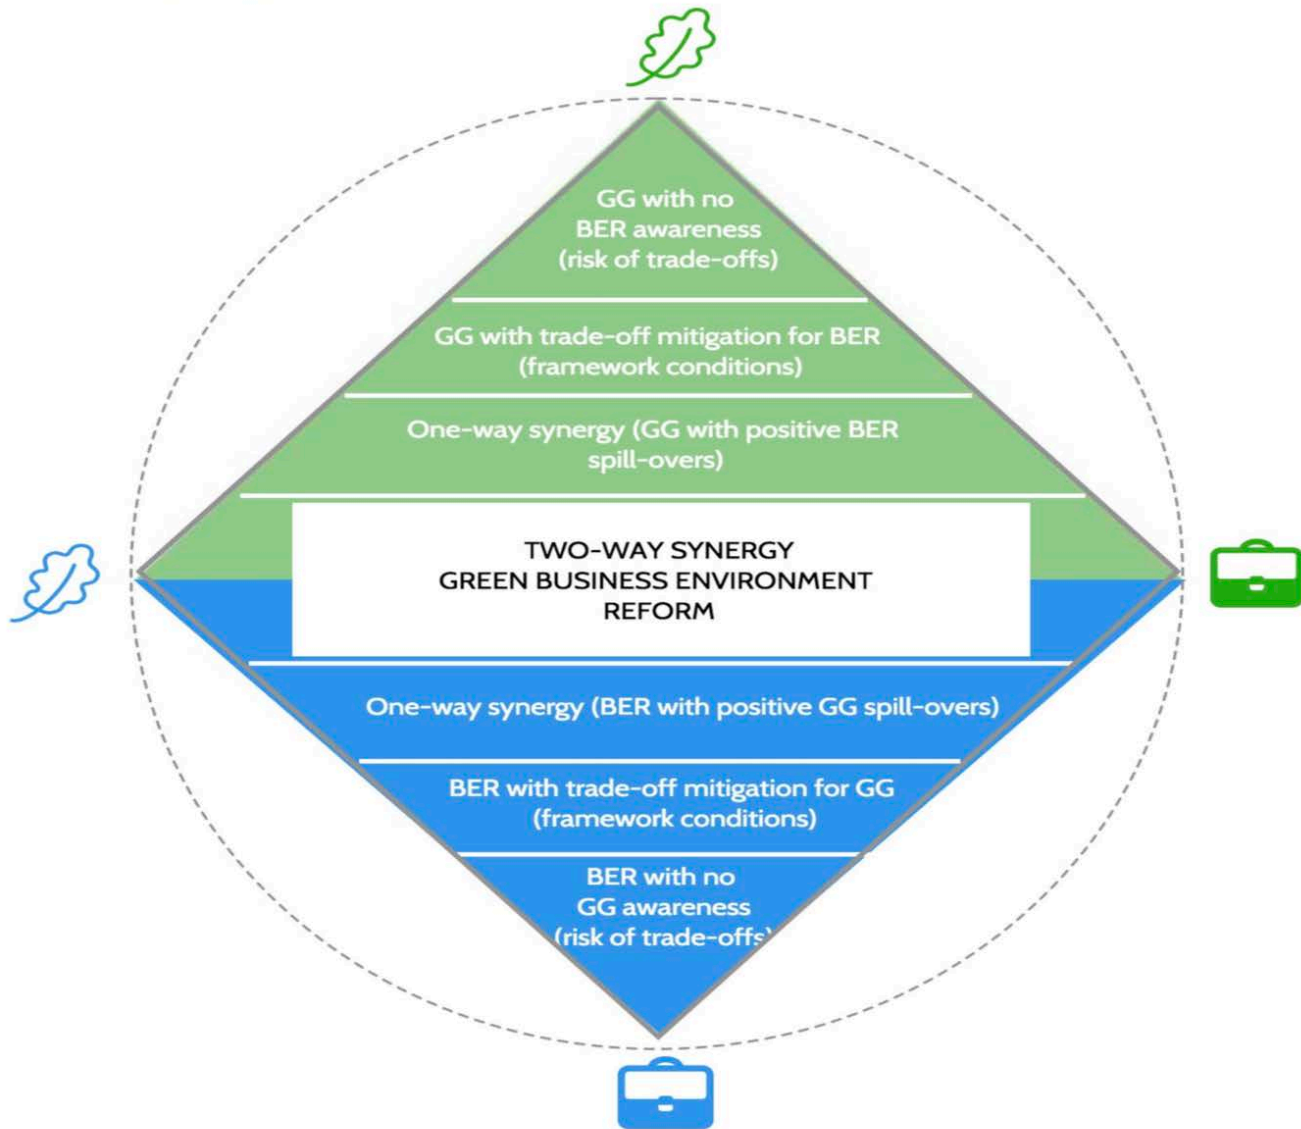 GG with no
BER awareness
(risk of trade-offs)
GG with trade-off mitigation for BER
(framework conditions)
One-way synergy (GG with positive BER
spill-overs)
TWO-WAY SYNERGY
GREEN BUSINESS ENVIRONMENT
REFORM
One-way synergy (BER with positive GG spill-overs)
BER with trade-off mitigation for GG
(framework conditions)
BER with no
GG awareness
(risk of trade-offs)